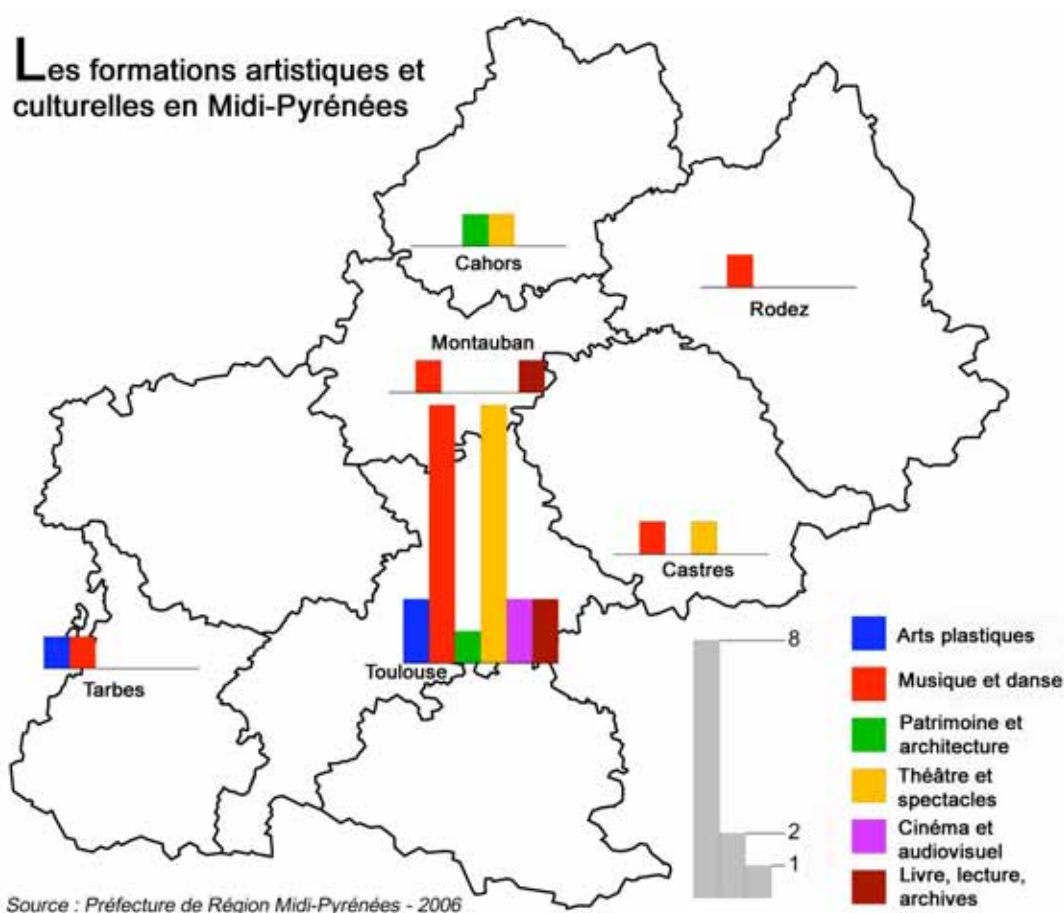 Les formations artistiques et
culturelles en Midi-Pyrénées
Cahors
Rodez
Montauban
Castres
Toulouse
Tarbes
8
2
1
Arts plastiques
Musique et danse
Patrimoine et
architecture
Théâtre et
spectacles
Cinéma et
audiovisuel
Livre, lecture,
archives
Source : Préfecture de Région Midi-Pyrénées - 2006